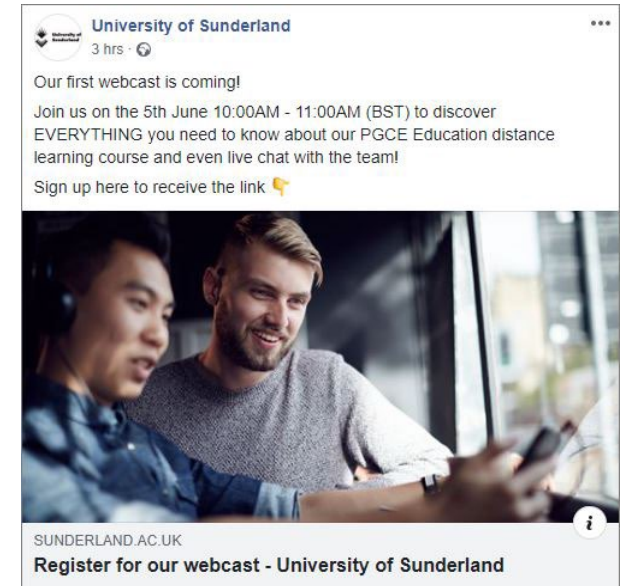 University of Sunderland
University of
Sunderland
3 hrs ·
Our first webcast is coming!
Join us on the 5th June 10:00AM - 11:00AM (BST) to discover
EVERYTHING you need to know about our PGCE Education distance
learning course and even live chat with the team!
Sign up here to receive the link 👇
i
SUNDERLAND.AC.UK
Register for our webcast - University of Sunderland